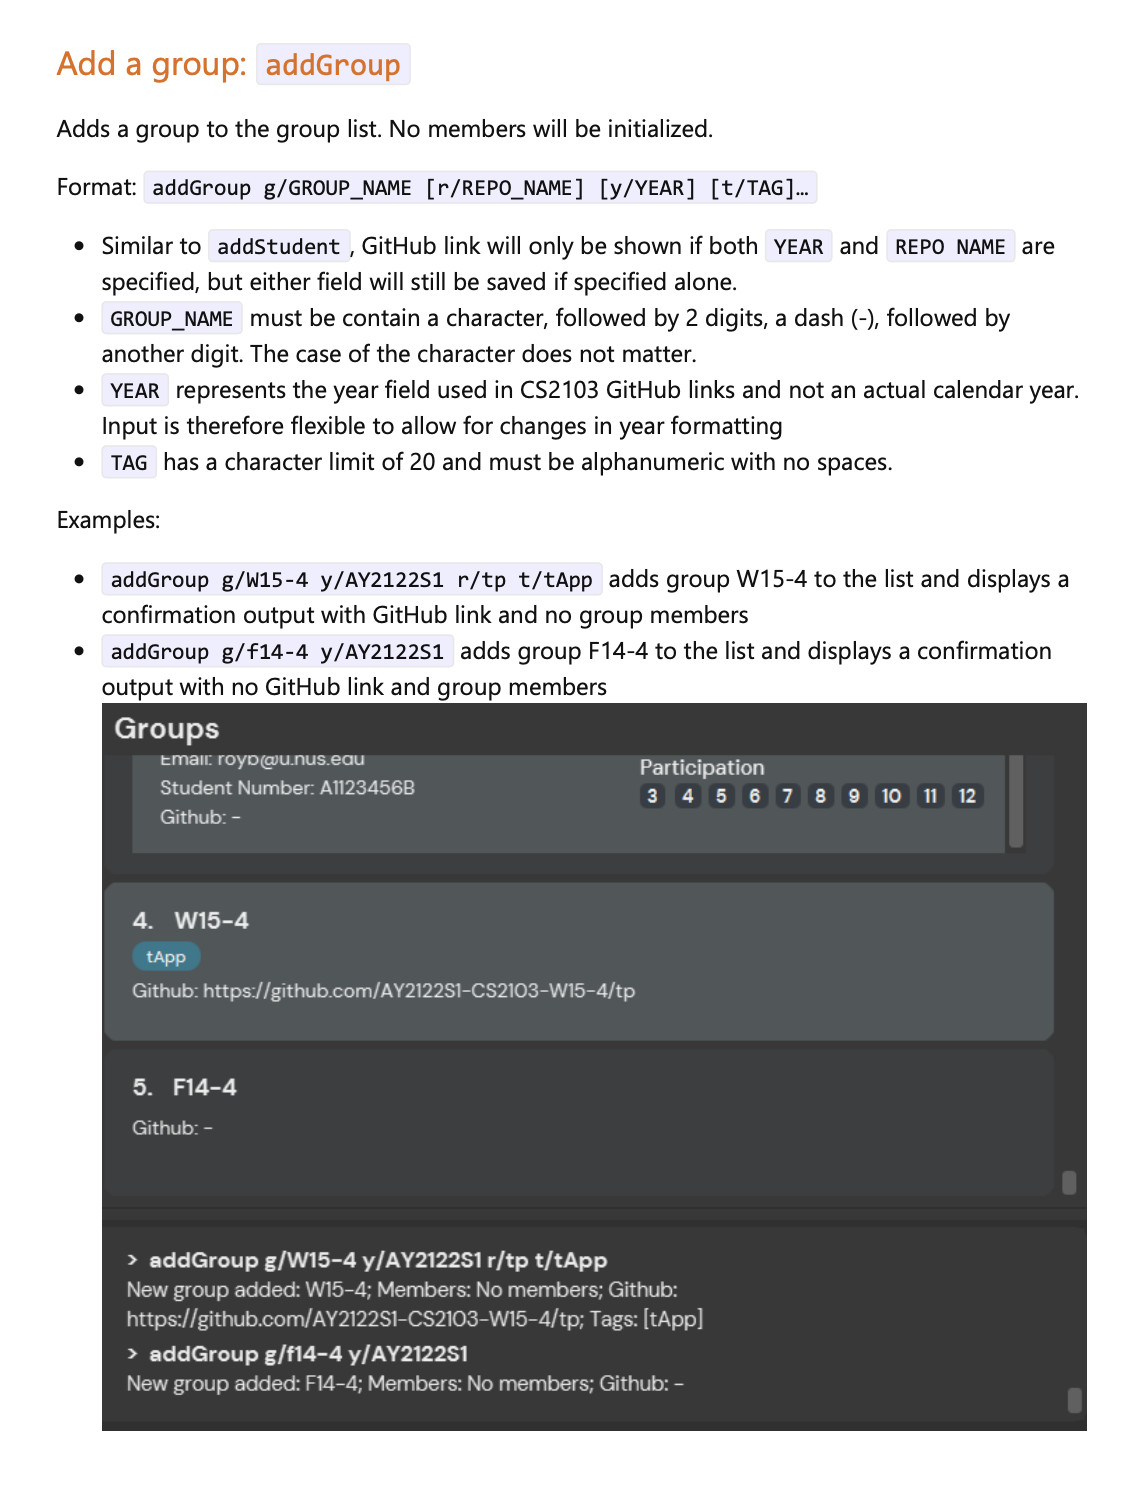 Add a group: addGroup
Adds a group to the group list. No members will be initialized.
Format: addGroup g/GROUP_NAME [r/REPO_NAME] [y/YEAR] [t/TAG]…
• Similar to addStudent, GitHub link will only be shown if both YEAR and REPO NAME are
specified, but either field will still be saved if specified alone.
• GROUP_NAME must be contain a character, followed by 2 digits, a dash (-), followed by
another digit. The case of the character does not matter.
• YEAR represents the year field used in CS2103 GitHub links and not an actual calendar year.
Input is therefore flexible to allow for changes in year formatting
• TAG has a character limit of 20 and must be alphanumeric with no spaces.
Examples:
• addGroup g/W15-4 y/AY2122S1 r/tp t/tApp adds group W15-4 to the list and displays a
confirmation output with GitHub link and no group members
• addGroup g/f14-4 y/AY2122S1 adds group F14-4 to the list and displays a confirmation
output with no GitHub link and group members
Groups
Email: royb@u.nus.edu
Student Number: A1123456B
Github: -
Participation
3 4 5 6 7 8 9 10 11 12
4. W15-4
tApp
Github: https://github.com/AY2122S1-CS2103-W15-4/tp
5. F14-4
Github: -
> addGroup g/W15-4 y/AY2122S1 r/tp t/tApp
New group added: W15-4; Members: No members; Github:
https://github.com/AY2122S1-CS2103-W15-4/tp; Tags: [tApp]
> addGroup g/f14-4 y/AY2122S1
New group added: F14-4; Members: No members; Github: -